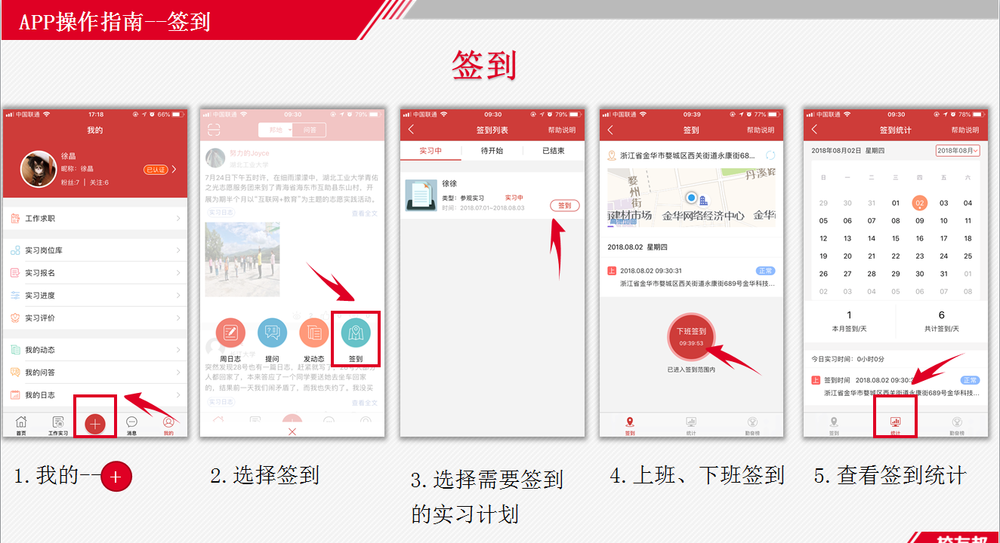 APP操作指南--签到
签到
中国联通
17:18
66%
我的
徐晶
昵称：徐晶
粉丝:7 | 关注:6
已认证
工作求职
实习岗位库
实习报名
实习进度
实习评价
我的动态
我的问答
我的日志
首页
工作实习
消息
我的
1.我的--
中国联通
09:30
79%
邦地
问答
努力的Joyce
湖北工业大学
7月24日下午五时许，在细雨濛濛中，湖北工业大学青佑
之光志愿服务团来到了青海省海东市互助县东山村，开
展为期半个月以“互联网+教育”为主题的志愿实践活动。
实习日志
查看全文
周日志
提问
发动态
签到
突然发现28号也有一篇日志，赶紧就写了，28号大部分
人都回家了，本来答应了一个同学要送她去坐车回家
的，结果前一天我们闹矛盾了，而我也失约了。我没买
实习日志
查看全文
2.选择签到
中国联通
09:30
79%
签到列表
帮助说明
实习中
待开始
已结束
徐徐
类型：参观实习
实习中
时间：2018.07.01-2018.08.03
签到
3.选择需要签到
的实习计划
中国联通
09:39
77%
签到
帮助说明
浙江省金华市婺城区西关街道永康街68...
婺州街
丹溪路
建材市场
金华网络经济中心
金华
高德地图
2018.08.02 星期四
上
2018.08.02 09:30:31
正常
浙江省金华市婺城区西关街道永康街689号金华科技...
下班签到
09:39:53
已进入签到范围内
签到
统计
勤奋榜
4.上班、下班签到
中国联通
09:30
78%
签到统计
帮助说明
2018年08月02日 星期四
2018年08月
日 一 二 三 四 五 六
29 30 31 01 02 03 04
05 06 07 08 09 10 11
12 13 14 15 16 17 18
19 20 21 22 23 24 25
26 27 28 29 30 31 01
02 03 04 05 06 07 08
1
本月签到/天
6
共计签到/天
今日实习时间：0小时0分
上
签到时间 2018.08.02 09:30:3
正常
浙江省金华市婺城区西关街道永康街689号金华科技...
签到
统计
勤奋榜
5.查看签到统计